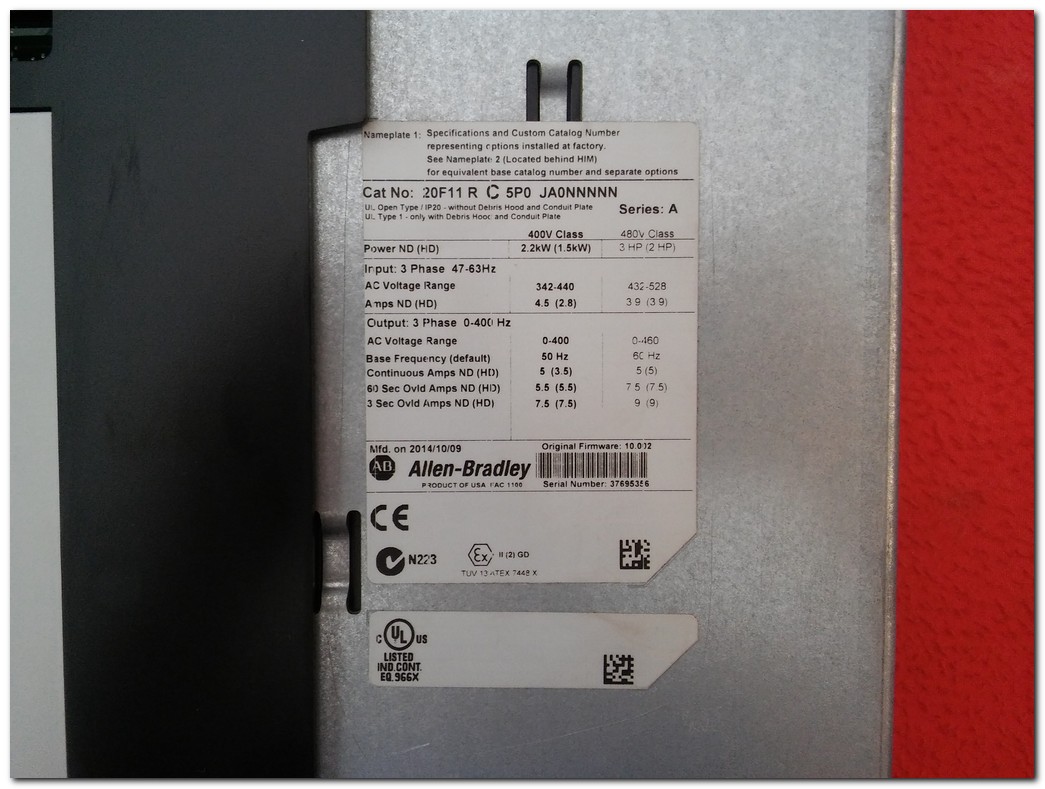 Nameplate 1: Specifications and Custom Catalog Number
representing options installed at factory.
See Nameplate 2 (Located behind HIM)
for equivalent base catalog number and separate options
Cat No: 20F11 R C 5P0 JA0NNNNN
UL Open Type / IP20 - without Debris Hood and Conduit Plate
UL Type 1 - only with Debris Hood and Conduit Plate
Series: A
400V Class 480V Class
Power ND (HD) 2.2kW (1.5kW) 3 HP (2 HP)
Input: 3 Phase 47-63Hz
AC Voltage Range 342-440 432-528
Amps ND (HD) 4.5 (2.8) 3.9 (3.9)
Output: 3 Phase 0-400 Hz
AC Voltage Range 0-400 0-460
Base Frequency (default) 50 Hz 60 Hz
Continuous Amps ND (HD) 5 (3.5) 5 (5)
60 Sec Ovld Amps ND (HD) 5.5 (5.5) 7.5 (7.5)
3 Sec Ovld Amps ND (HD) 7.5 (7.5) 9 (9)
Mfd. on 2014/10/09 Original Firmware: 10.002
AB Allen-Bradley
PRODUCT OF USA FAC 1100 Serial Number:
CE
N223 Ex II (2) GD
TUV 13 ATEX 7448 X
C UL US
LISTED
IND.CONT.
EQ.966X